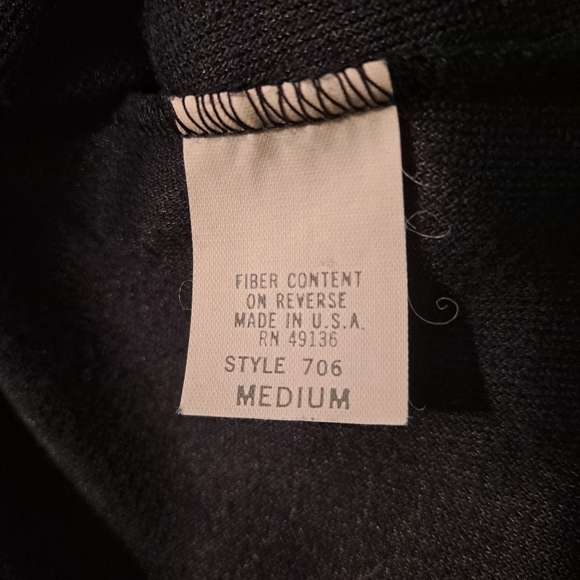 FIBER CONTENT
ON REVERSE
MADE IN U.S.A.
RN 49136
STYLE 706
MEDIUM